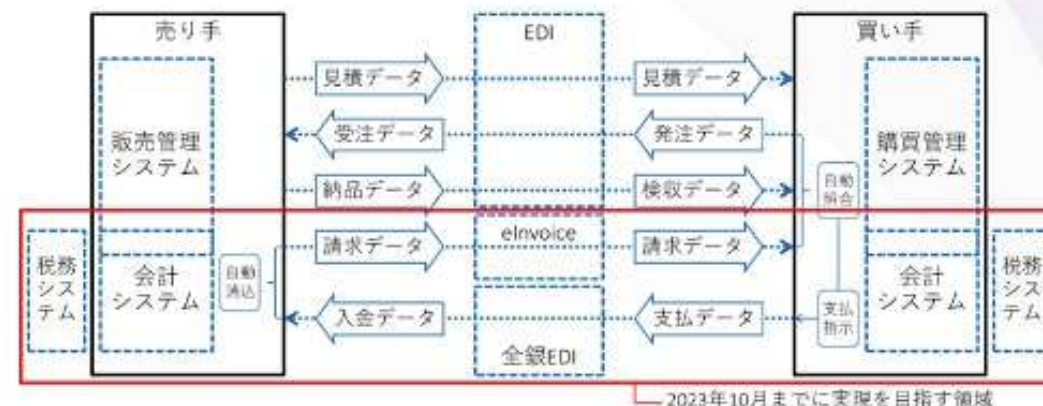 売り手
EDI
買い手
見積データ
見積データ
受注データ
発注データ
販売管理
システム
購買管理
システム
納品データ
検収データ
自動
照合
eInvoice
請求データ
請求データ
税務
システム
会計
システム
自動
消込
会計
システム
税務
システム
入金データ
支払データ
支払
指示
全銀EDI
2023年10月までに実現を目指す領域